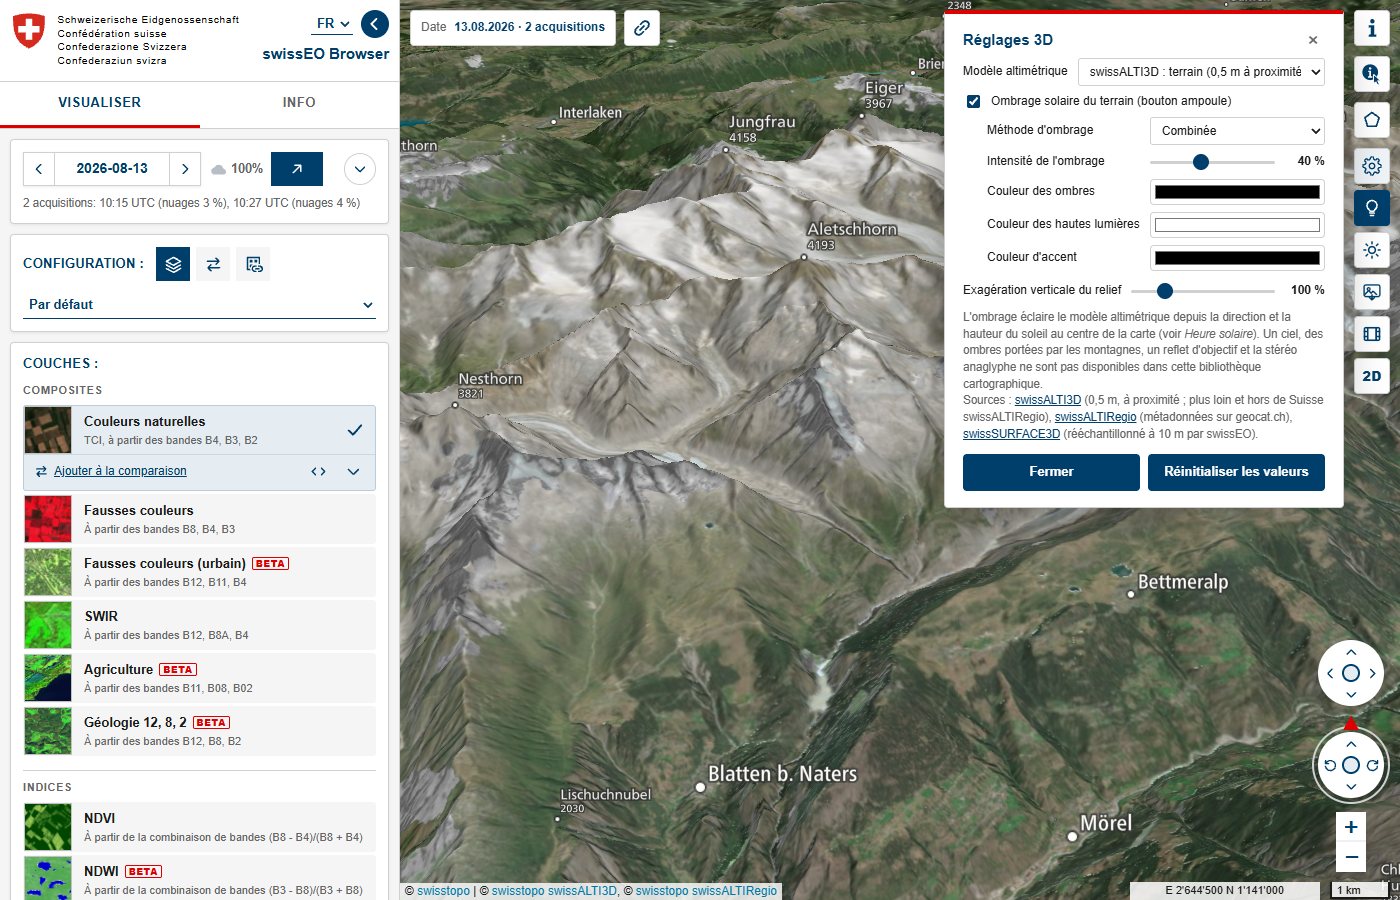 Schweizerische Eidgenossenschaft
Confédération suisse
Confederazione Svizzera
Confederaziun svizra
FR
swissEO Browser
VISUALISER
INFO
2026-08-13
100%
2 acquisitions: 10:15 UTC (nuages 3 %), 10:27 UTC (nuages 4 %)
CONFIGURATION :
Par défaut
COUCHES :
COMPOSITES
Couleurs naturelles
TCI, à partir des bandes B4, B3, B2
Ajouter à la comparaison
Fausses couleurs
À partir des bandes B8, B4, B3
Fausses couleurs (urbain) BETA
À partir des bandes B12, B11, B4
SWIR
À partir des bandes B12, B8A, B4
Agriculture BETA
À partir des bandes B11, B08, B02
Géologie 12, 8, 2 BETA
À partir des bandes B12, B8, B2
INDICES
NDVI
À partir de la combinaison de bandes (B8 - B4)/(B8 + B4)
NDWI BETA
À partir de la combinaison de bandes (B3 - B8)/(B3 + B8)
Date 13.08.2026 · 2 acquisitions
2348
Brien
Eiger
3967
Interlaken
Jungfrau
4158
thorn
Aletschhorn
4193
Nesthorn
3821
Bettmeralp
Blatten b. Naters
Lischuchnubel
2030
Mörel
Réglages 3D
Modèle altimétrique
swissALTI3D : terrain (0,5 m à proximité
Ombrage solaire du terrain (bouton ampoule)
Méthode d'ombrage
Combinée
Intensité de l'ombrage
40 %
Couleur des ombres
Couleur des hautes lumières
Couleur d'accent
Exagération verticale du relief
100 %
L'ombrage éclaire le modèle altimétrique depuis la direction et la
hauteur du soleil au centre de la carte (voir Heure solaire). Un ciel, des
ombres portées par les montagnes, un reflet d'objectif et la stéréo
anaglyphe ne sont pas disponibles dans cette bibliothèque
cartographique.
Sources : swissALTI3D (0,5 m, à proximité ; plus loin et hors de Suisse
swissALTIRegio), swissALTIRegio (métadonnées sur geocat.ch),
swissSURFACE3D (rééchantillonné à 10 m par swissEO).
Fermer
Réinitialiser les valeurs
2D
© swisstopo | © swisstopo swissALTI3D, © swisstopo swissALTIRegio
E 2'644'500 N 1'141'000
1 km